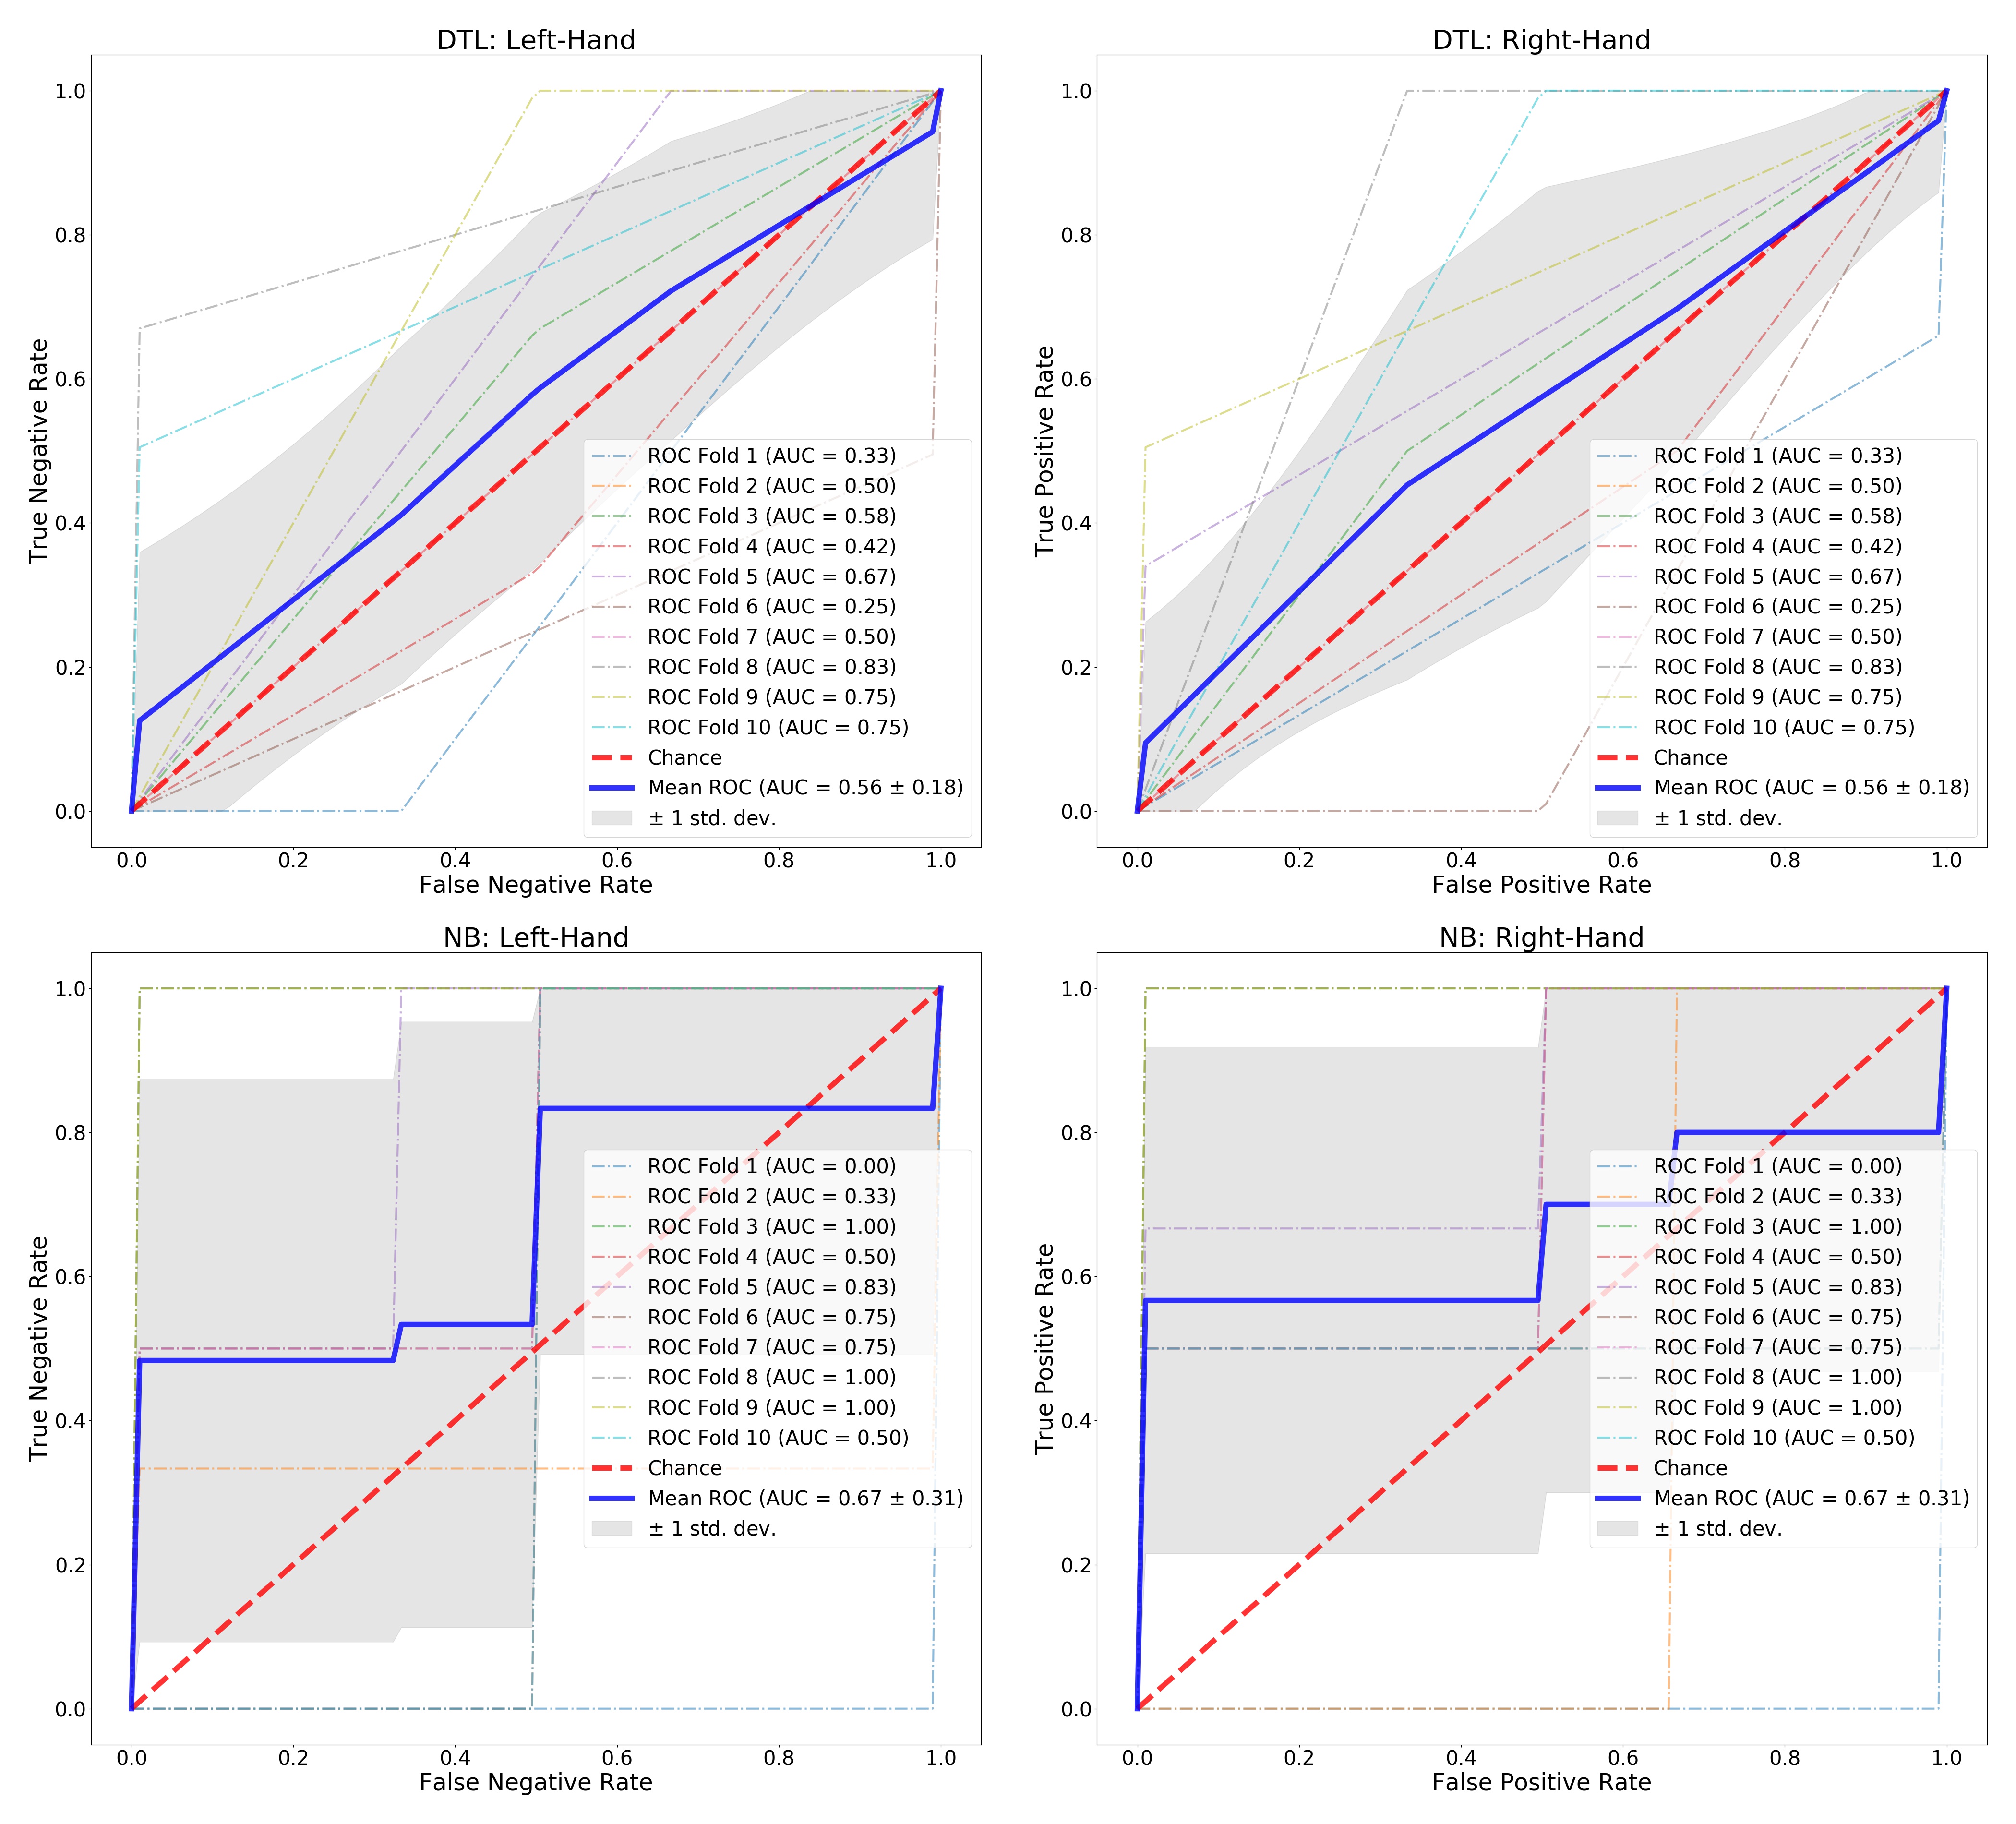 DTL: Left-Hand
True Negative Rate
1.0
0.8
0.6
0.4
0.2
0.0
ROC Fold 1 (AUC = 0.33)
ROC Fold 2 (AUC = 0.50)
ROC Fold 3 (AUC = 0.58)
ROC Fold 4 (AUC = 0.42)
ROC Fold 5 (AUC = 0.67)
ROC Fold 6 (AUC = 0.25)
ROC Fold 7 (AUC = 0.50)
ROC Fold 8 (AUC = 0.83)
ROC Fold 9 (AUC = 0.75)
ROC Fold 10 (AUC = 0.75)
Chance
Mean ROC (AUC = 0.56 ± 0.18)
± 1 std. dev.
0.0 0.2 0.4 0.6 0.8 1.0
False Negative Rate
DTL: Right-Hand
True Positive Rate
1.0
0.8
0.6
0.4
0.2
0.0
ROC Fold 1 (AUC = 0.33)
ROC Fold 2 (AUC = 0.50)
ROC Fold 3 (AUC = 0.58)
ROC Fold 4 (AUC = 0.42)
ROC Fold 5 (AUC = 0.67)
ROC Fold 6 (AUC = 0.25)
ROC Fold 7 (AUC = 0.50)
ROC Fold 8 (AUC = 0.83)
ROC Fold 9 (AUC = 0.75)
ROC Fold 10 (AUC = 0.75)
Chance
Mean ROC (AUC = 0.56 ± 0.18)
± 1 std. dev.
0.0 0.2 0.4 0.6 0.8 1.0
False Positive Rate
NB: Left-Hand
True Negative Rate
1.0
0.8
0.6
0.4
0.2
0.0
ROC Fold 1 (AUC = 0.00)
ROC Fold 2 (AUC = 0.33)
ROC Fold 3 (AUC = 1.00)
ROC Fold 4 (AUC = 0.50)
ROC Fold 5 (AUC = 0.83)
ROC Fold 6 (AUC = 0.75)
ROC Fold 7 (AUC = 0.75)
ROC Fold 8 (AUC = 1.00)
ROC Fold 9 (AUC = 1.00)
ROC Fold 10 (AUC = 0.50)
Chance
Mean ROC (AUC = 0.67 ± 0.31)
± 1 std. dev.
0.0 0.2 0.4 0.6 0.8 1.0
False Negative Rate
NB: Right-Hand
True Positive Rate
1.0
0.8
0.6
0.4
0.2
0.0
ROC Fold 1 (AUC = 0.00)
ROC Fold 2 (AUC = 0.33)
ROC Fold 3 (AUC = 1.00)
ROC Fold 4 (AUC = 0.50)
ROC Fold 5 (AUC = 0.83)
ROC Fold 6 (AUC = 0.75)
ROC Fold 7 (AUC = 0.75)
ROC Fold 8 (AUC = 1.00)
ROC Fold 9 (AUC = 1.00)
ROC Fold 10 (AUC = 0.50)
Chance
Mean ROC (AUC = 0.67 ± 0.31)
± 1 std. dev.
0.0 0.2 0.4 0.6 0.8 1.0
False Positive Rate